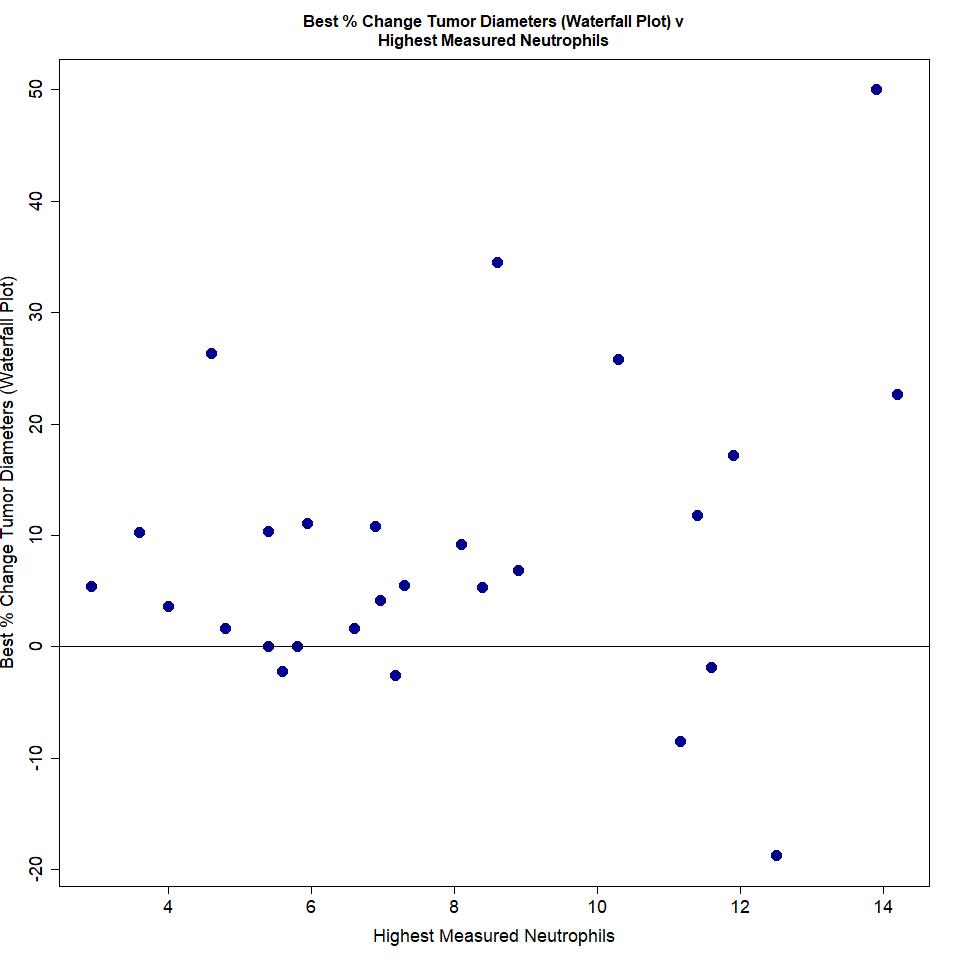 Best % Change Tumor Diameters (Waterfall Plot) v
Highest Measured Neutrophils
Best % Change Tumor Diameters (Waterfall Plot)
50
40
30
20
10
0
-10
-20
4 6 8 10 12 14
Highest Measured Neutrophils